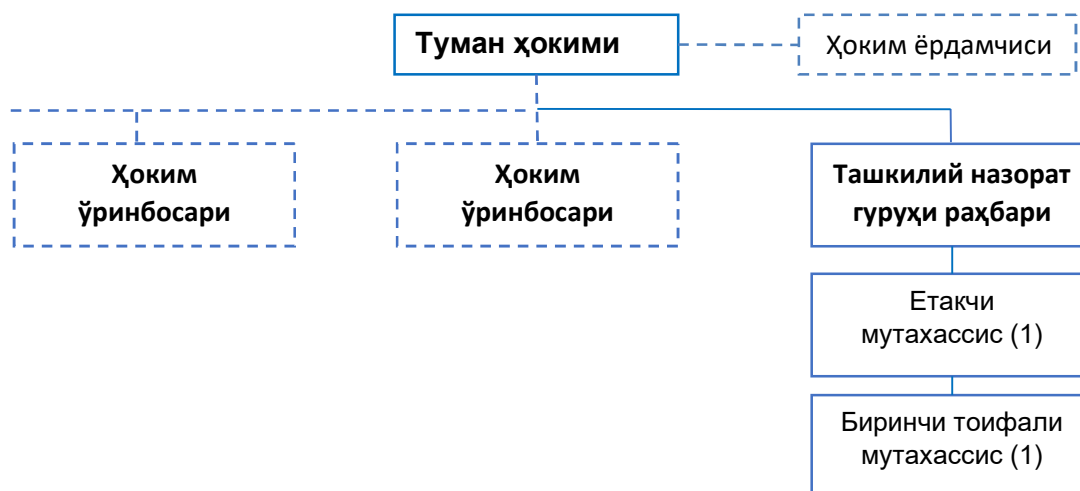 Туман ҳокими
Ҳоким ёрдамчиси
Ҳоким
ўринбосари
Ҳоким
ўринбосари
Ташкилий назорат
гуруҳи раҳбари
Етакчи
мутахассис (1)
Биринчи тоифали
мутахассис (1)